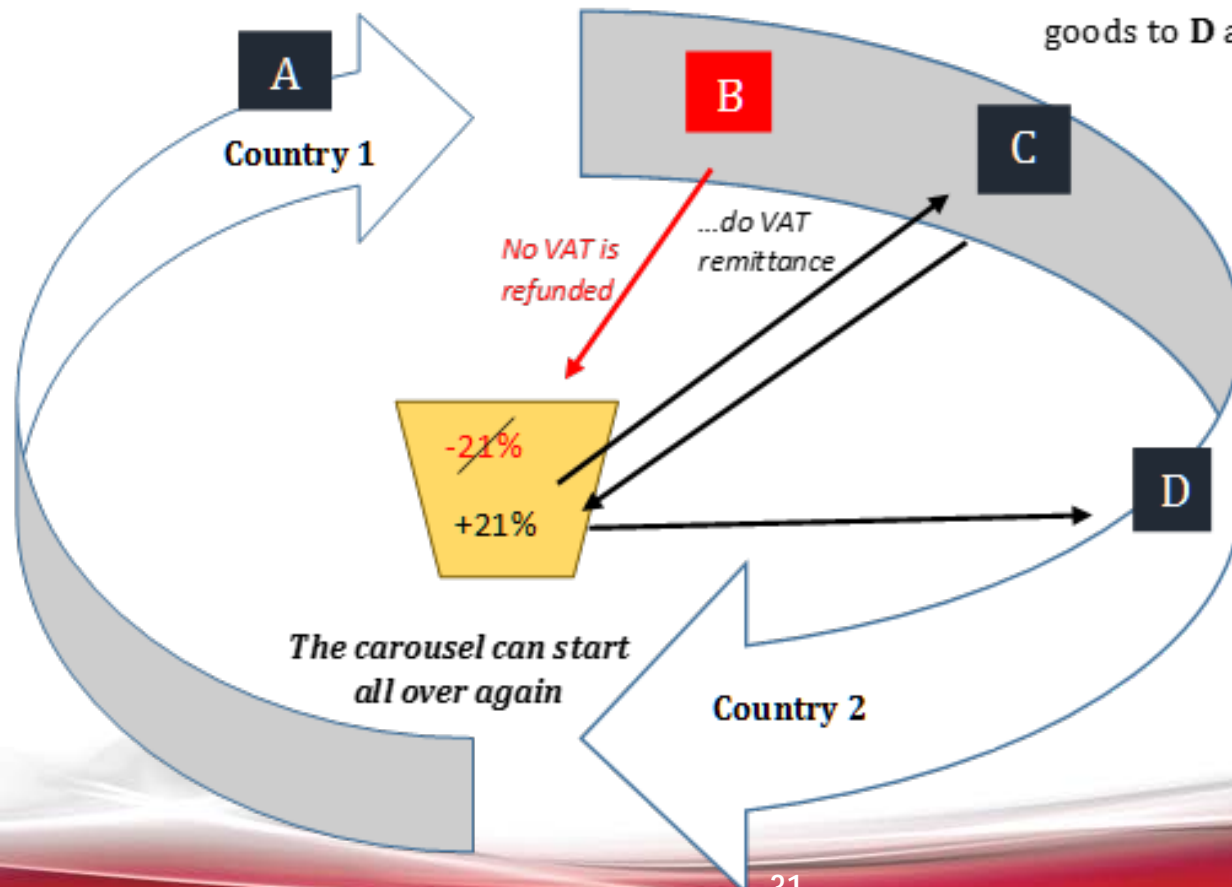 goods to D a
A
B
C
Country 1
...do VAT
remittance
No VAT is
refunded
-21%
+21%
D
The carousel can start
all over again
Country 2
21